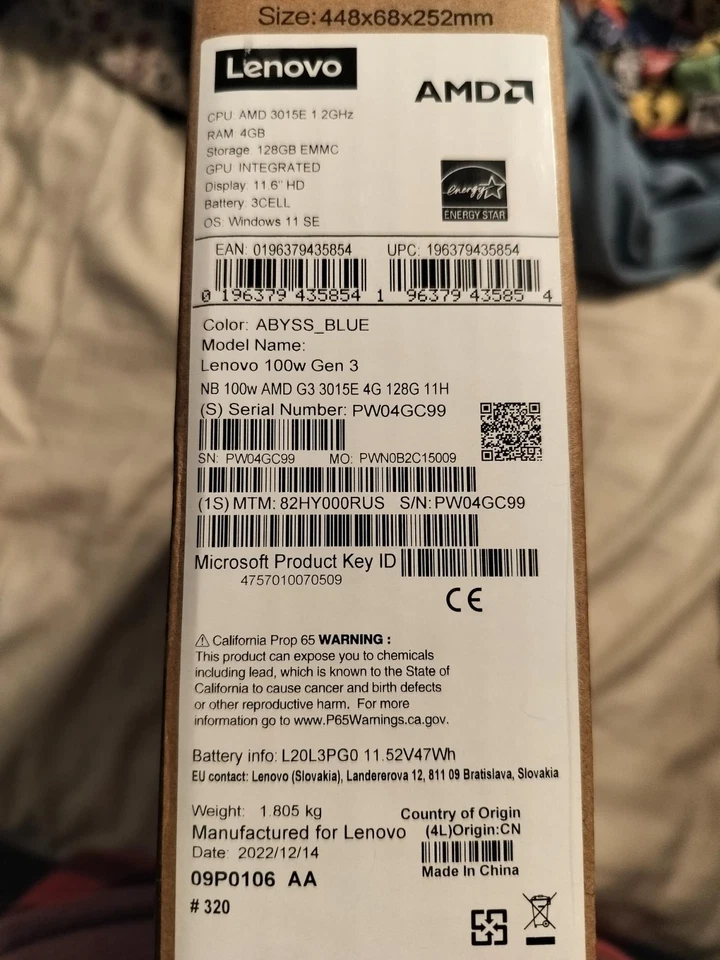 Size: 448x68x252mm
Lenovo
AMD
CPU: AMD 3015E 1.2GHz
RAM: 4GB
Storage: 128GB EMMC
GPU: INTEGRATED
Display: 11.6" HD
Battery: 3CELL
OS: Windows 11 SE
energy
ENERGY STAR
EAN: 0196379435854 UPC: 196379435854
0 196379 435854 1 96379 43585 4
Color: ABYSS_BLUE
Model Name:
Lenovo 100w Gen 3
NB 100w AMD G3 3015E 4G 128G 11H
(S) Serial Number: PW04GC99
SN: PW04GC99 MO: PWN0B2C15009
(1S) MTM: 82HY000RUS S/N: PW04GC99
Microsoft Product Key ID
4757010070509
CE
⚠ California Prop 65 WARNING :
This product can expose you to chemicals
including lead, which is known to the State of
California to cause cancer and birth defects
or other reproductive harm. For more
information go to www.P65Warnings.ca.gov.
Battery info: L20L3PG0 11.52V47Wh
EU contact: Lenovo (Slovakia), Landererova 12, 811 09 Bratislava, Slovakia
Weight: 1.805 kg
Manufactured for Lenovo
Date: 2022/12/14
09P0106 AA
# 320
Country of Origin
(4L)Origin:CN
Made In China